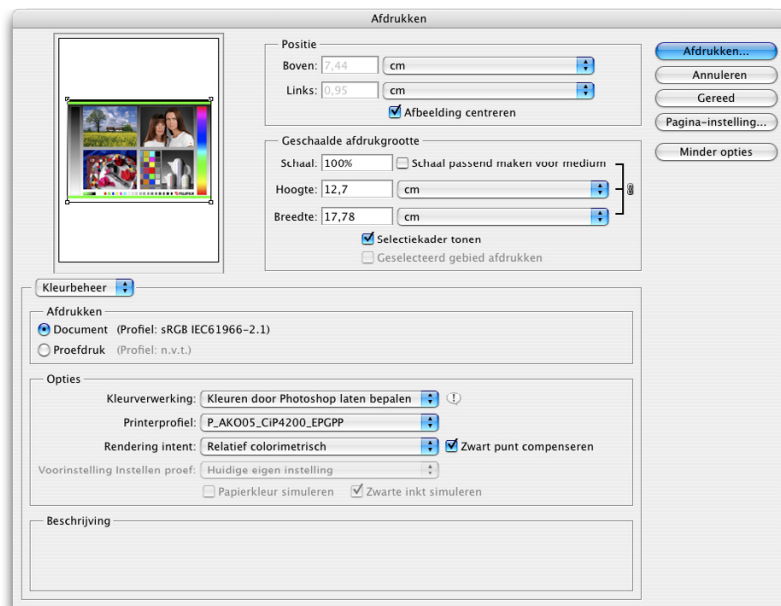 Afdrukken
Positie
Boven: 7,44 cm
Links: 0,95 cm
Afbeelding centreren
Geschaalde afdrukgrootte
Schaal: 100% Schaal passend maken voor medium
Hoogte: 12,7 cm
Breedte: 17,78 cm
Selectiekader tonen
Geselecteerd gebied afdrukken
Afdrukken...
Annuleren
Gereed
Pagina-instelling...
Minder opties
Kleurbeheer
Afdrukken
Document (Profiel: sRGB IEC61966-2.1)
Proefdruk (Profiel: n.v.t.)
Opties
Kleurverwerking: Kleuren door Photoshop laten bepalen
Printerprofiel: P_AKO05_CiP4200_EPGPP
Rendering intent: Relatief colorimetrisch Zwart punt compenseren
Voorinstelling Instellen proef: Huidige eigen instelling
Papierkleur simuleren Zwarte inkt simuleren
Beschrijving